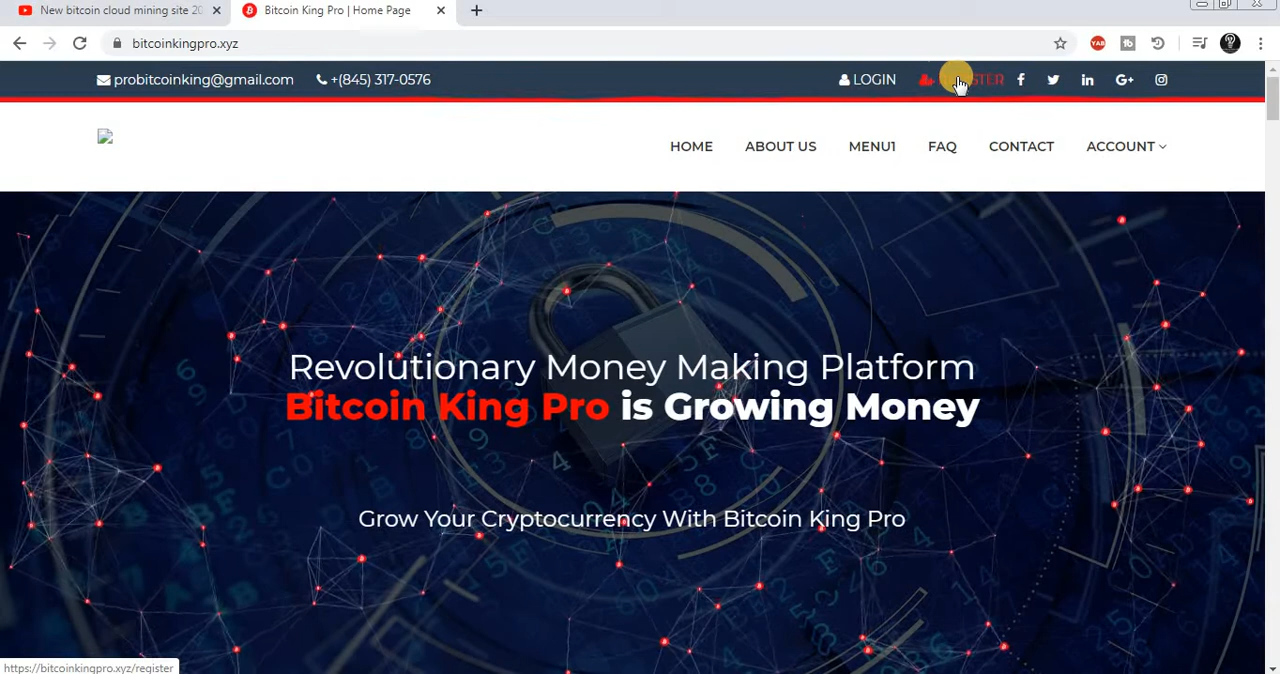 New bitcoin cloud mining site 20
Bitcoin King Pro | Home Page
bitcoinkingpro.xyz
YAB
tb
probitcoinking@gmail.com
+(845) 317-0576
LOGIN
HOME
ABOUT US
MENU1
FAQ
CONTACT
ACCOUNT
Revolutionary Money Making Platform
Bitcoin King Pro is Growing Money
Grow Your Cryptocurrency With Bitcoin King Pro
https://bitcoinkingpro.xyz/register